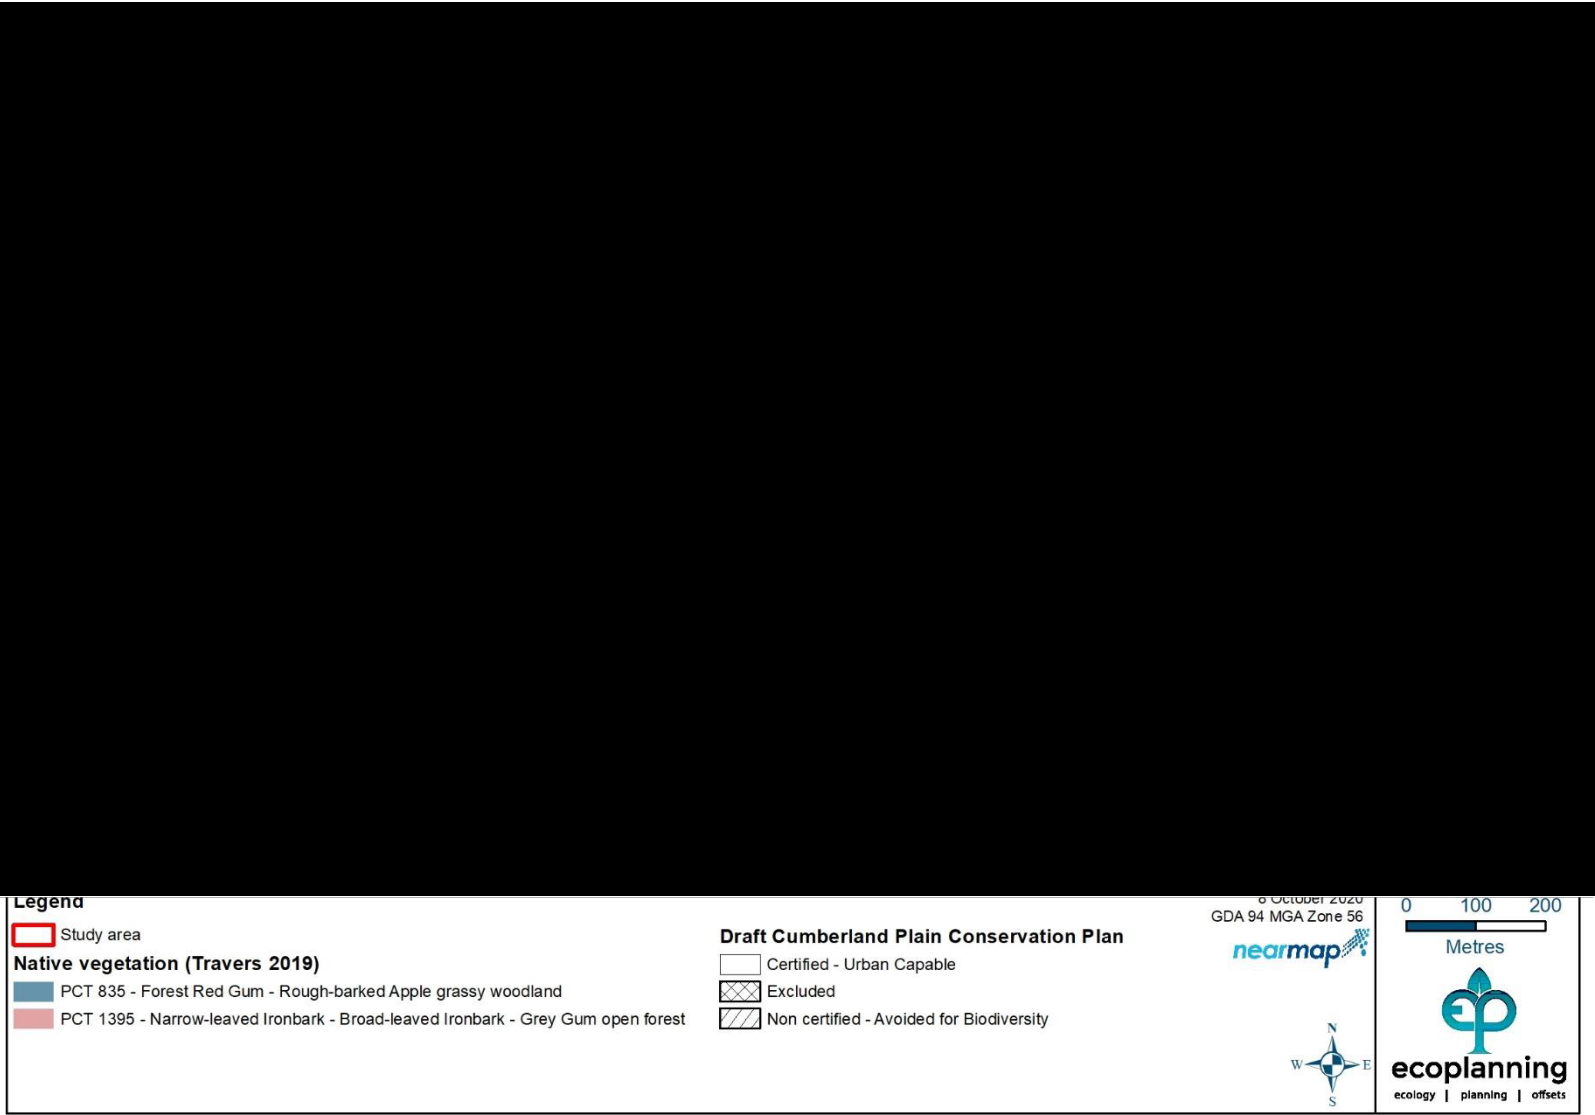 Legend
Study area
Native vegetation (Travers 2019)
PCT 835 - Forest Red Gum - Rough-barked Apple grassy woodland
PCT 1395 - Narrow-leaved Ironbark - Broad-leaved Ironbark - Grey Gum open forest
Draft Cumberland Plain Conservation Plan
Certified - Urban Capable
Excluded
Non certified - Avoided for Biodiversity
October 2020
GDA 94 MGA Zone 56
nearmap
N
W E
S
0 100 200
Metres
ep
ecoplanning
ecology | planning | offsets